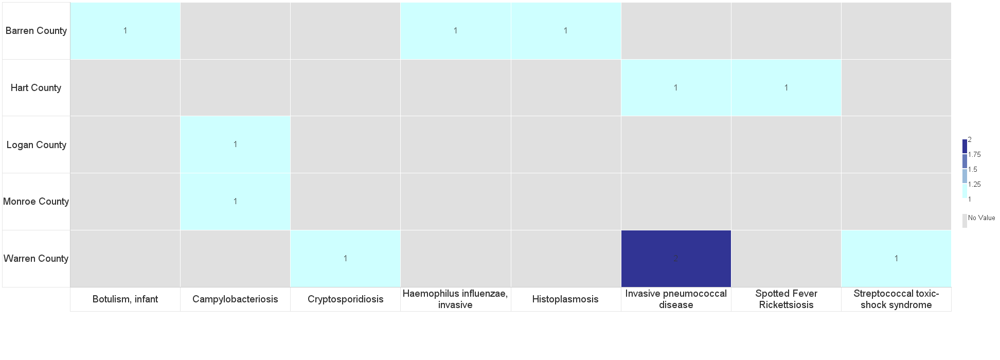 Barren County
1
1
1
Hart County
1
1
Logan County
1
Monroe County
1
Warren County
1
2
1
Botulism, infant
Campylobacteriosis
Cryptosporidiosis
Haemophilus influenzae,
invasive
Histoplasmosis
Invasive pneumococcal
disease
Spotted Fever
Rickettsiosis
Streptococcal toxic-
shock syndrome
2
1.75
1.5
1.25
1
No Value